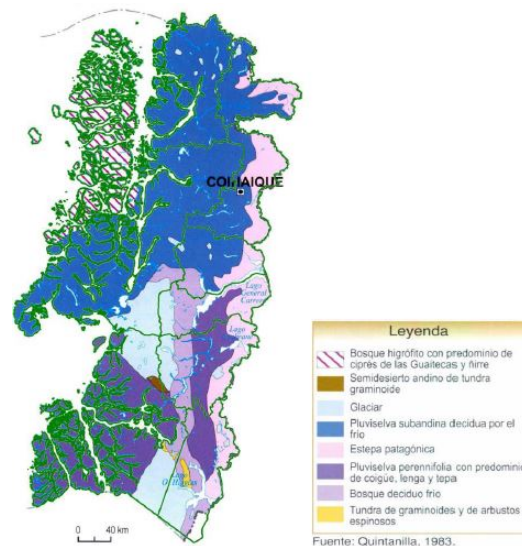 COIHAIQUE
Lago
General
Carrera
Lago
0 40 km
Leyenda
Bosque higrófito con predominio de
ciprés de las Guaitecas y ñirre
Semidesierto andino de tundra
graminoide
Glaciar
Pluviselva subandina decidua por el
frío
Estepa patagónica
Pluviselva perennifolia con predominio
de coigüe, lenga y tepa
Bosque deciduo frío
Tundra de graminoides y de arbustos
espinosos
Fuente: Quintanilla, 1983.